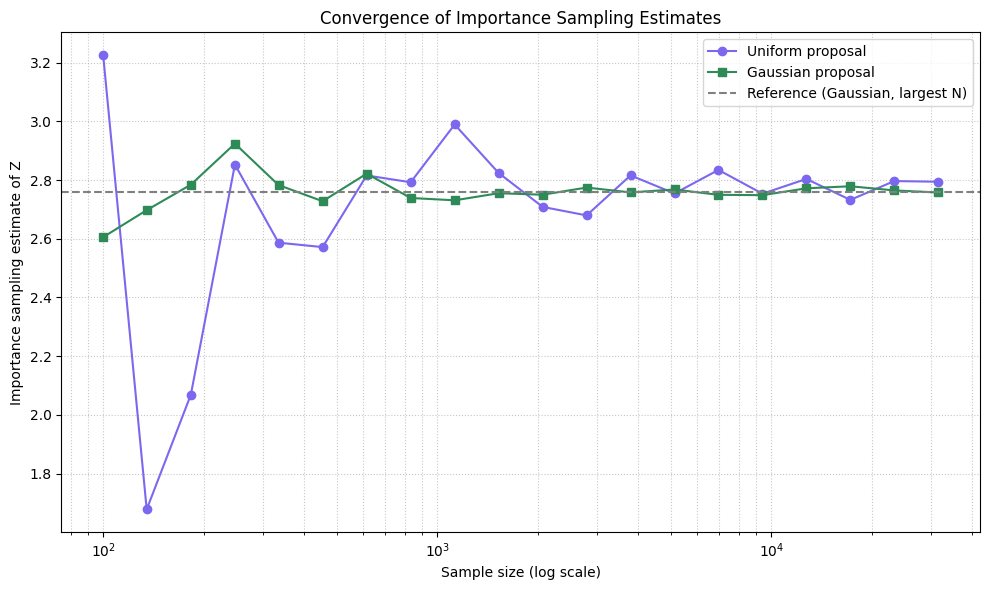 Convergence of Importance Sampling Estimates
Uniform proposal
Gaussian proposal
Reference (Gaussian, largest N)
Importance sampling estimate of Z
3.2
3.0
2.8
2.6
2.4
2.2
2.0
1.8
10²
10³
10⁴
Sample size (log scale)